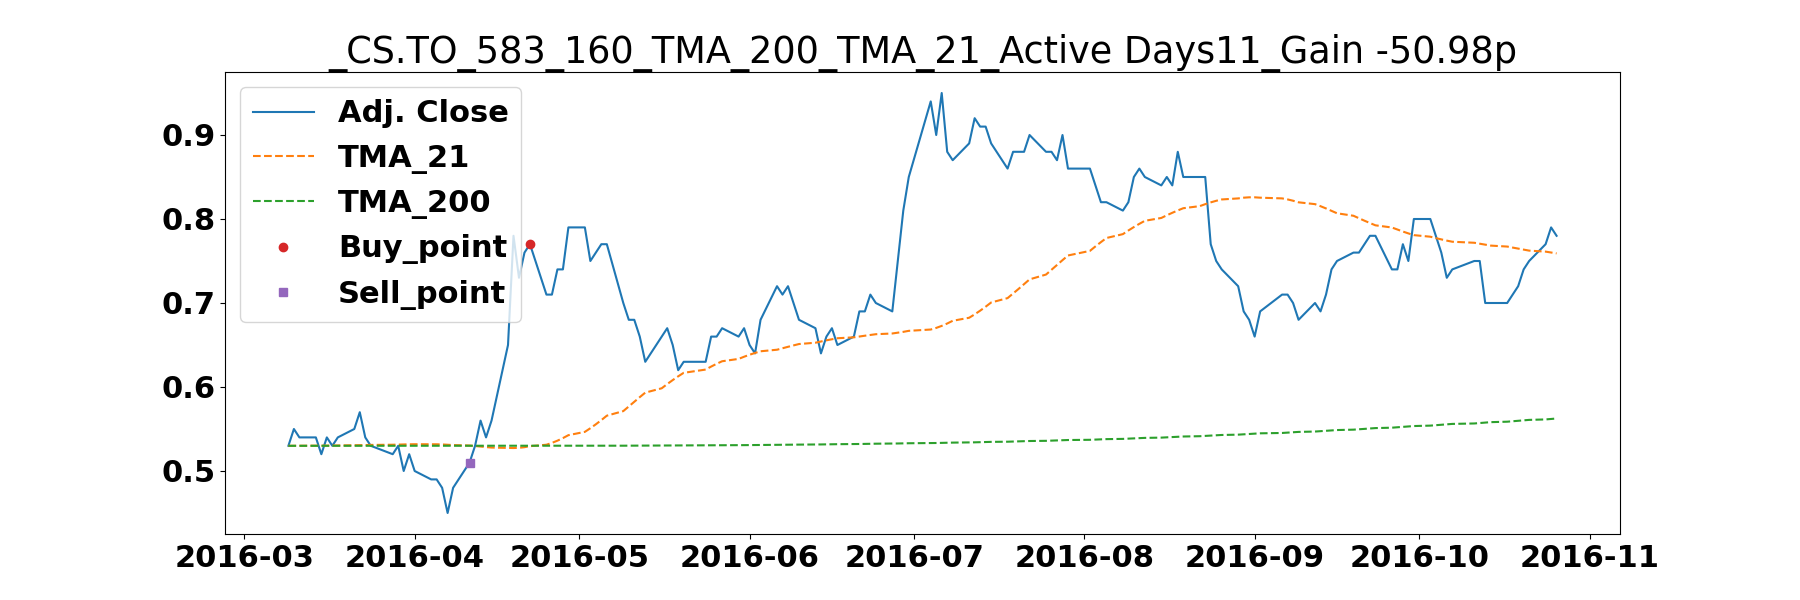 _CS.TO_583_160_TMA_200_TMA_21_Active Days11_Gain -50.98p
Adj. Close
TMA_21
TMA_200
Buy_point
Sell_point
0.9
0.8
0.7
0.6
0.5
2016-03 2016-04 2016-05 2016-06 2016-07 2016-08 2016-09 2016-10 2016-11